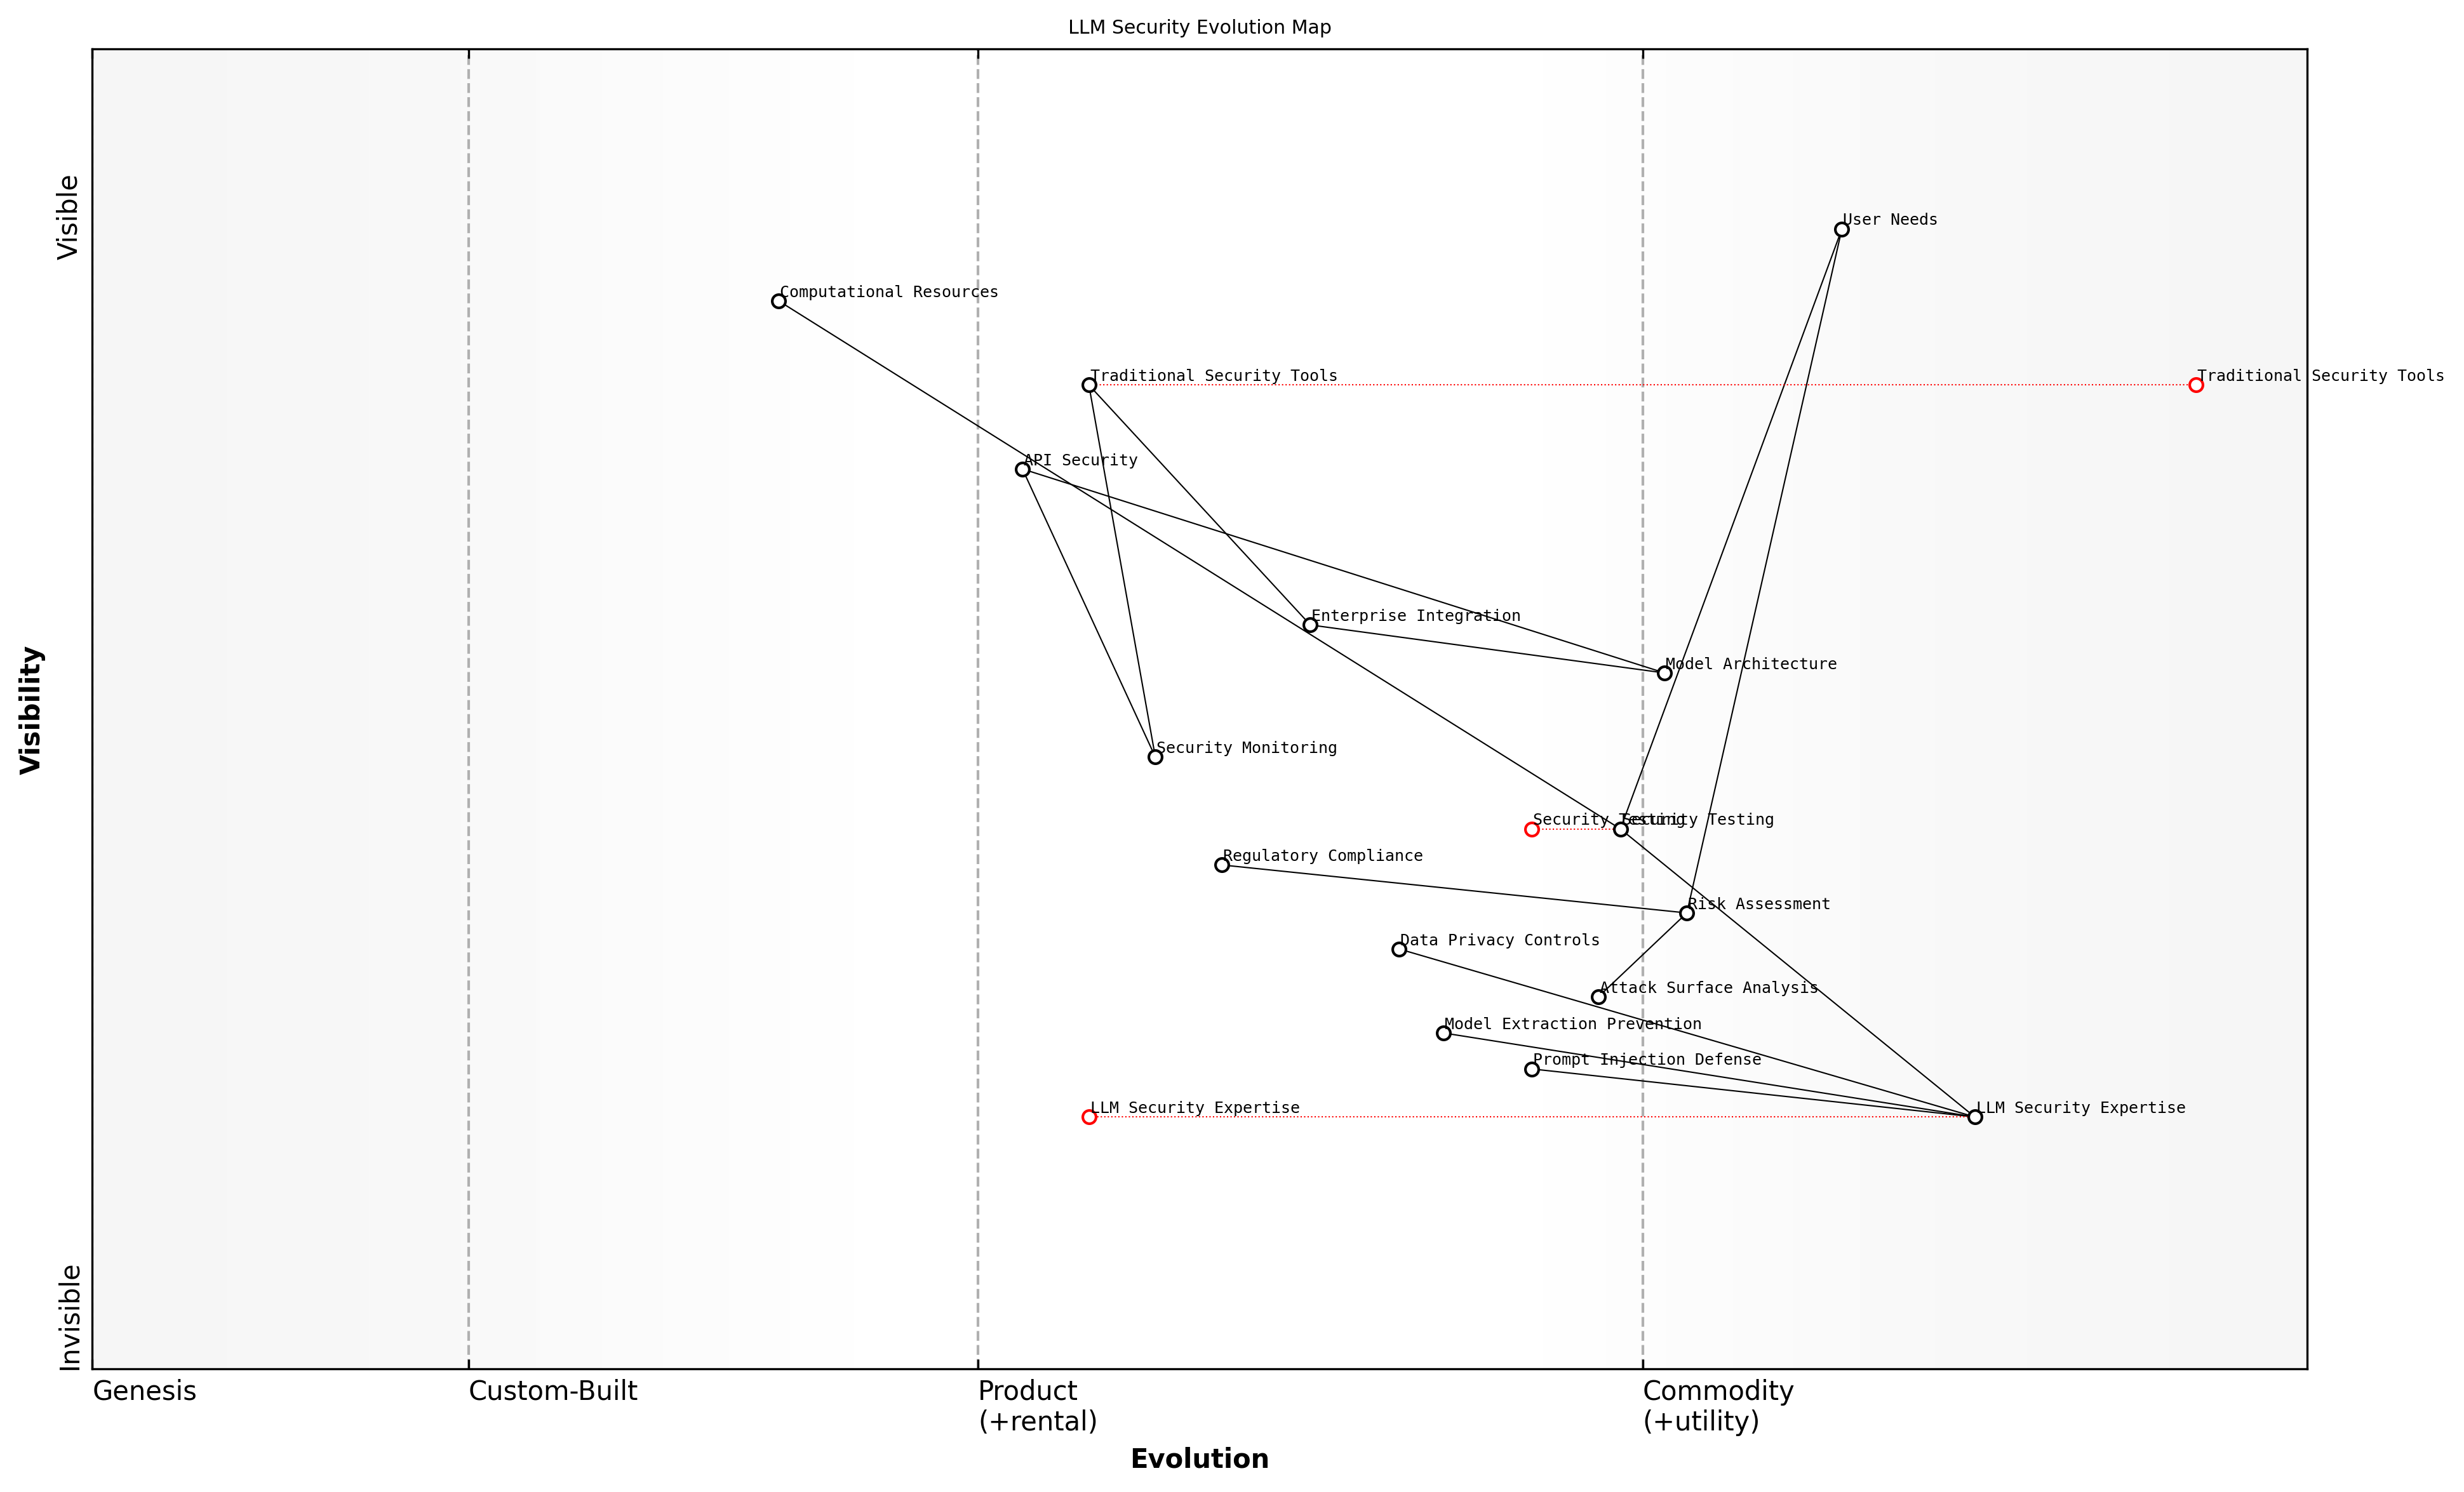 LLM Security Evolution Map
Visible
User Needs
Computational Resources
Traditional Security Tools
Traditional Security Tools
API Security
Enterprise Integration
Model Architecture
Visibility
Security Monitoring
Security Testing
Security Testing
Regulatory Compliance
Risk Assessment
Data Privacy Controls
Attack Surface Analysis
Model Extraction Prevention
Prompt Injection Defense
LLM Security Expertise
LLM Security Expertise
Invisible
Genesis
Custom-Built
Product
(+rental)
Commodity
(+utility)
Evolution